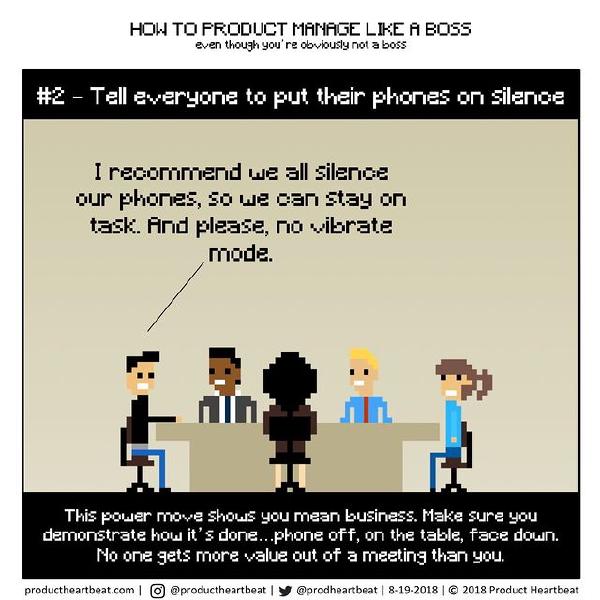 HOW TO PRODUCT MANAGE LIKE A BOSS
even though you're obviously not a boss
#2 - Tell everyone to put their phones on silence
I recommend we all silence
our phones, so we can stay on
task. And please, no vibrate
mode.
This power move shows you mean business. Make sure you
demonstrate how it's done...phone off, on the table, face down.
No one gets more value out of a meeting than you.
productheartbeat.com | @productheartbeat | @prodheartbeat | 8-19-2018 | © 2018 Product Heartbeat